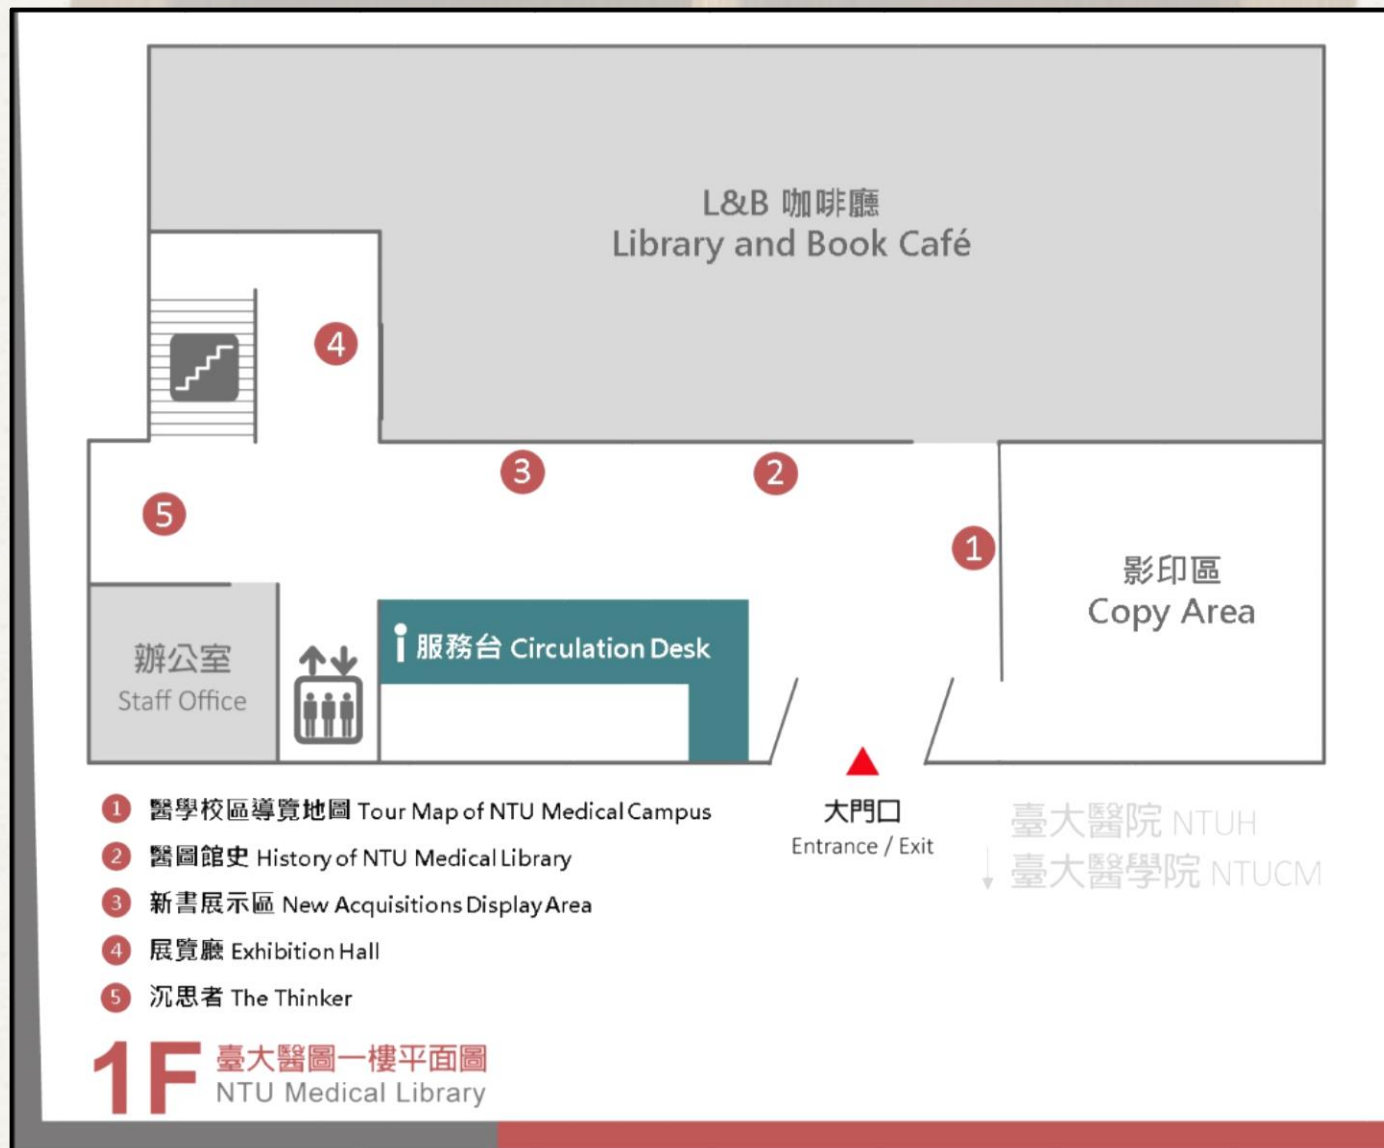 L&B 咖啡廳
Library and Book Café
4
3
2
5
1
影印區
Copy Area
i 服務台 Circulation Desk
辦公室
Staff Office
大門口
Entrance / Exit
臺大醫院 NTUH
↓ 臺大醫學院 NTUCM
1 醫學校區導覽地圖 Tour Map of NTU Medical Campus
2 醫圖館史 History of NTU Medical Library
3 新書展示區 New Acquisitions Display Area
4 展覽廳 Exhibition Hall
5 沉思者 The Thinker
1F 臺大醫圖一樓平面圖
NTU Medical Library